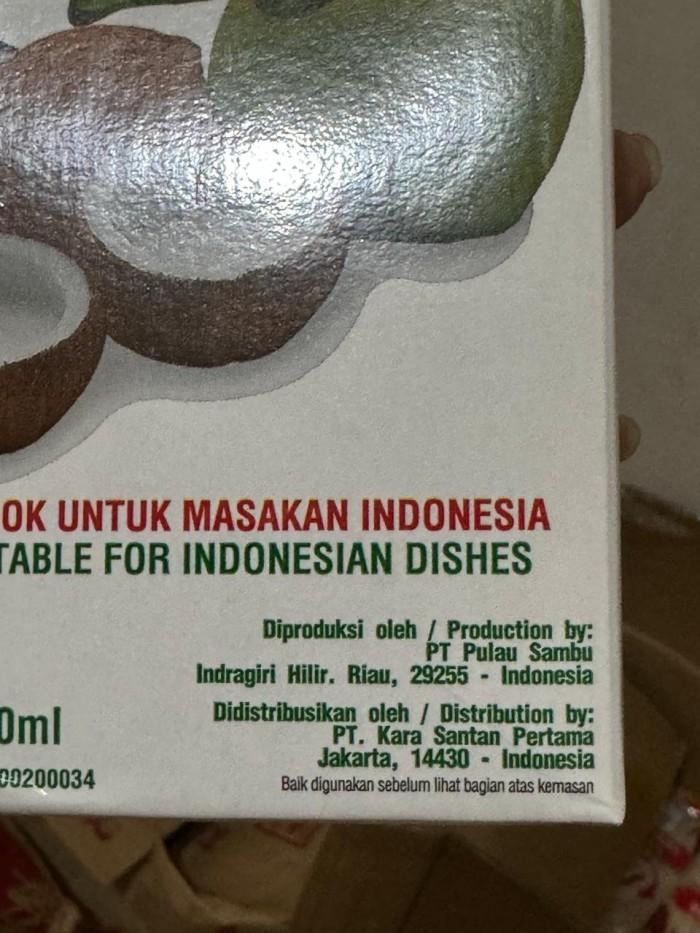 OK UNTUK MASAKAN INDONESIA
TABLE FOR INDONESIAN DISHES
Diproduksi oleh / Production by:
PT Pulau Sambu
Indragiri Hilir. Riau, 29255 - Indonesia
0ml
Didistribusikan oleh / Distribution by:
PT. Kara Santan Pertama
Jakarta, 14430 - Indonesia
00200034
Baik digunakan sebelum lihat bagian atas kemasan